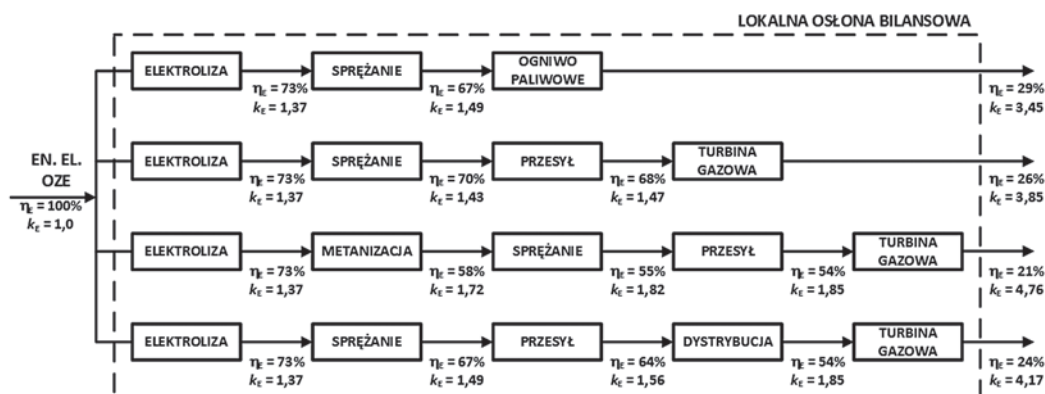 LOKALNA OSŁONA BILANSOWA
ELEKTROLIZA
ηE = 73%
kE = 1,37
SPRĘŻANIE
ηE = 67%
kE = 1,49
OGNIWO
PALIWOWE
ηE = 29%
kE = 3,45
EN. EL.
OZE
ηE = 100%
kE = 1,0
ELEKTROLIZA
ηE = 73%
kE = 1,37
SPRĘŻANIE
ηE = 70%
kE = 1,43
PRZESYŁ
ηE = 68%
kE = 1,47
TURBINA
GAZOWA
ηE = 26%
kE = 3,85
ELEKTROLIZA
ηE = 73%
kE = 1,37
METANIZACJA
ηE = 58%
kE = 1,72
SPRĘŻANIE
ηE = 55%
kE = 1,82
PRZESYŁ
ηE = 54%
kE = 1,85
TURBINA
GAZOWA
ηE = 21%
kE = 4,76
ELEKTROLIZA
ηE = 73%
kE = 1,37
SPRĘŻANIE
ηE = 67%
kE = 1,49
PRZESYŁ
ηE = 64%
kE = 1,56
DYSTRYBUCJA
ηE = 54%
kE = 1,85
TURBINA
GAZOWA
ηE = 24%
kE = 4,17